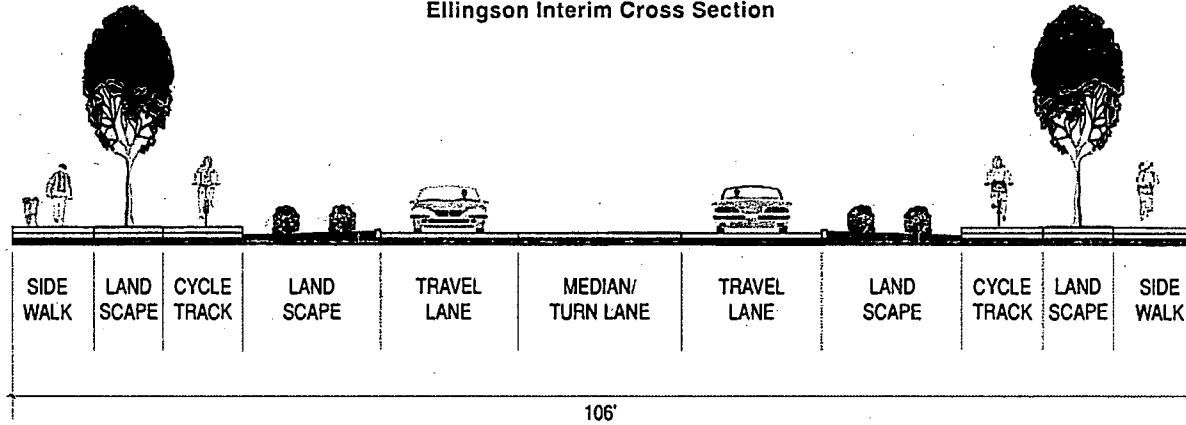 Ellingson Interim Cross Section
SIDE WALK
LAND SCAPE
CYCLE TRACK
LAND SCAPE
TRAVEL LANE
MEDIAN/ TURN LANE
TRAVEL LANE
LAND SCAPE
CYCLE TRACK
LAND SCAPE
SIDE WALK
106'